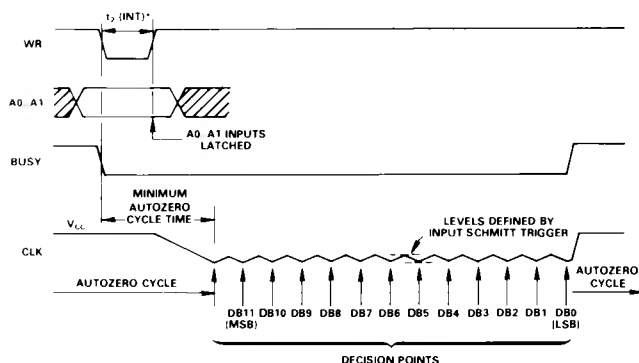 t₂ (INT)*
WR
A0..A1
A0..A1 INPUTS
LATCHED
BUSY
MINIMUM
AUTOZERO
CYCLE TIME
VCC
LEVELS DEFINED BY
INPUT SCHMITT TRIGGER
CLK
AUTOZERO CYCLE
AUTOZERO
CYCLE
DB11 DB10 DB9 DB8 DB7 DB6 DB5 DB4 DB3 DB2 DB1 DB0
(MSB) (LSB)
DECISION POINTS